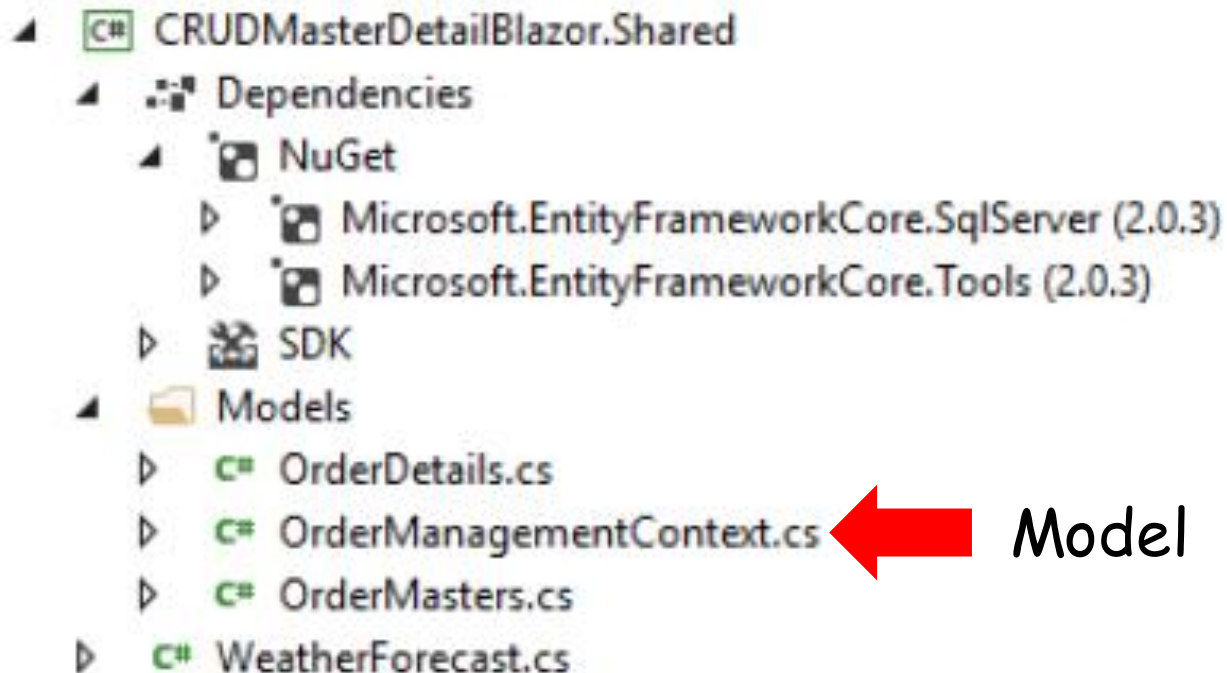 C# CRUDMasterDetailBlazor.Shared
Dependencies
NuGet
Microsoft.EntityFrameworkCore.SqlServer (2.0.3)
Microsoft.EntityFrameworkCore.Tools (2.0.3)
SDK
Models
C# OrderDetails.cs
C# OrderManagementContext.cs Model
C# OrderMasters.cs
C# WeatherForecast.cs